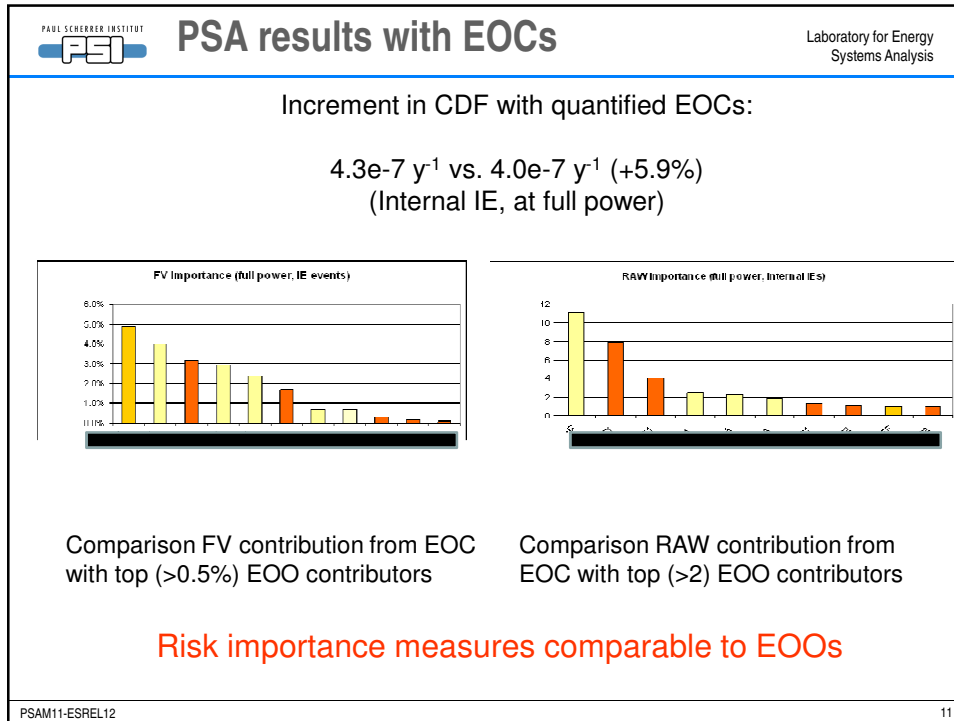 PAUL SCHERRER INSTITUT
PSI
PSA results with EOCs
Laboratory for Energy
Systems Analysis
Increment in CDF with quantified EOCs:
4.3e-7 y-1 vs. 4.0e-7 y-1 (+5.9%)
(Internal IE, at full power)
FV Importance (full power, IE events)
6.0%
5.0%
4.0%
3.0%
2.0%
1.0%
0.0%
RAW Importance (full power, Internal IEs)
12
10
8
6
4
2
0
Comparison FV contribution from EOC
with top (>0.5%) EOO contributors
Comparison RAW contribution from
EOC with top (>2) EOO contributors
Risk importance measures comparable to EOOs
PSAM11-ESREL12
11